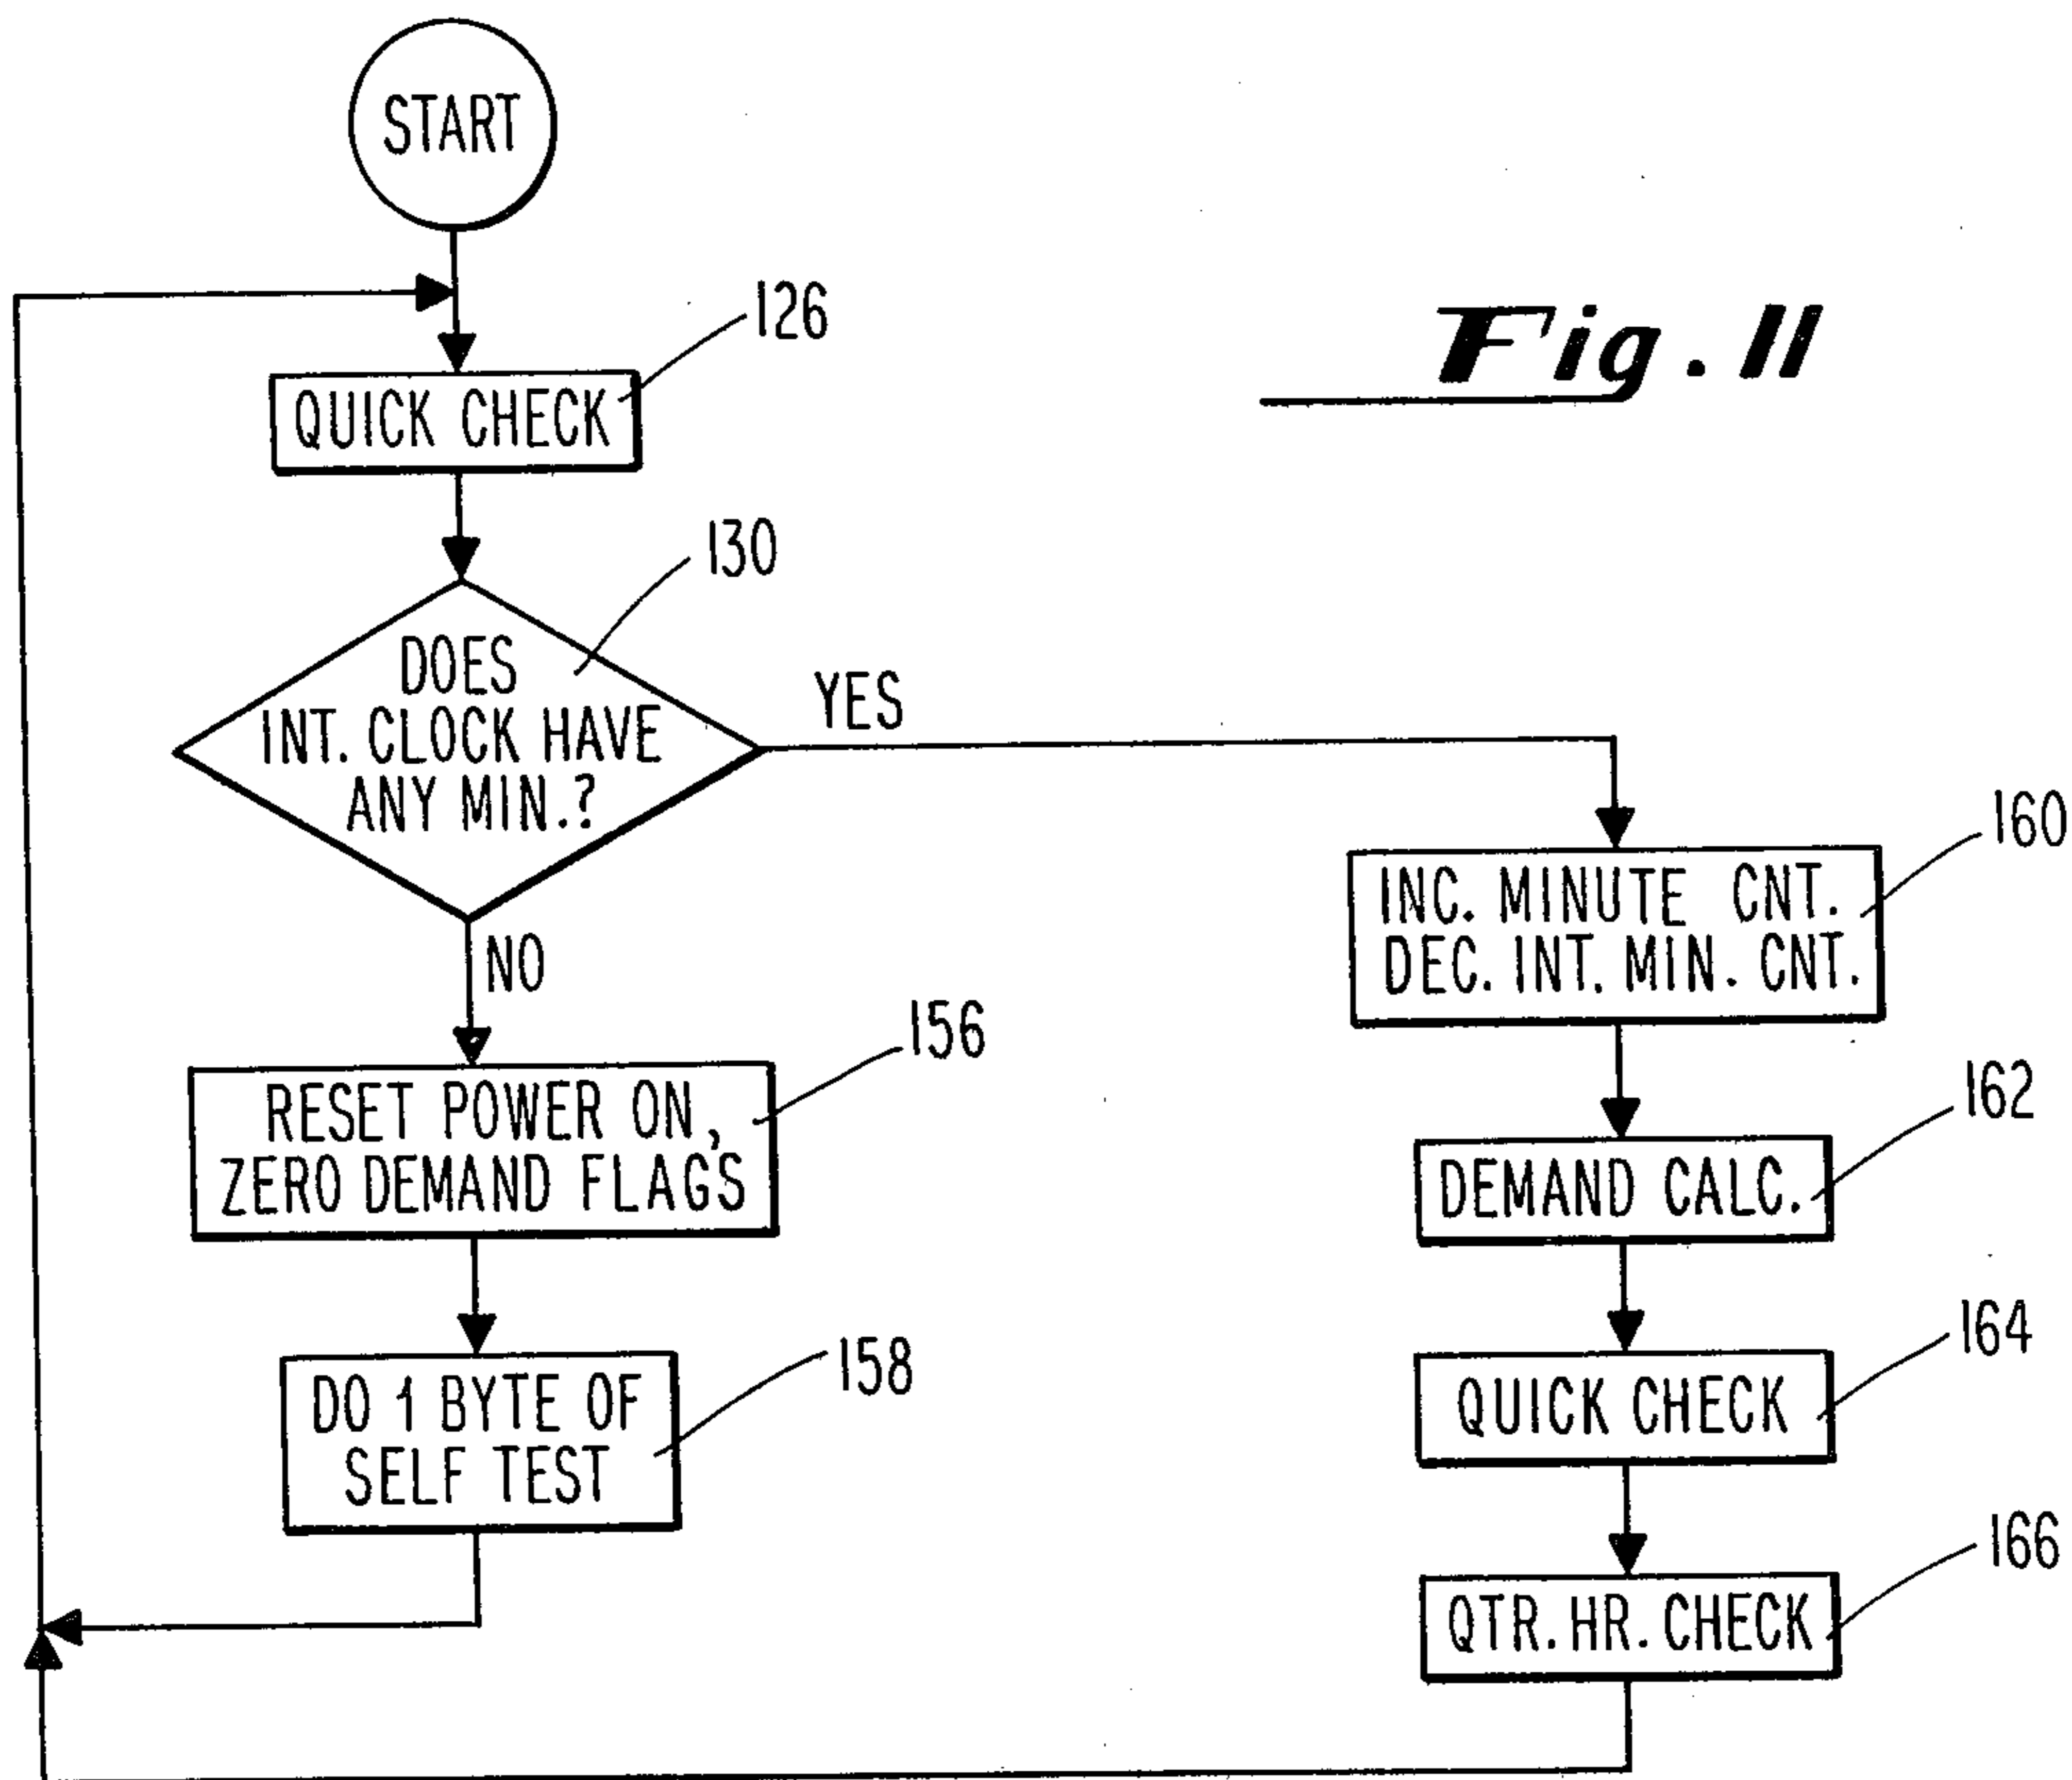 START
126
Fig. 11
QUICK CHECK
130
DOES
INT. CLOCK HAVE
ANY MIN.?
YES
NO
160
INC. MINUTE CNT.
DEC. INT. MIN. CNT.
156
RESET POWER ON,
ZERO DEMAND FLAGS
162
DEMAND CALC.
158
DO 1 BYTE OF
SELF TEST
164
QUICK CHECK
166
QTR. HR. CHECK